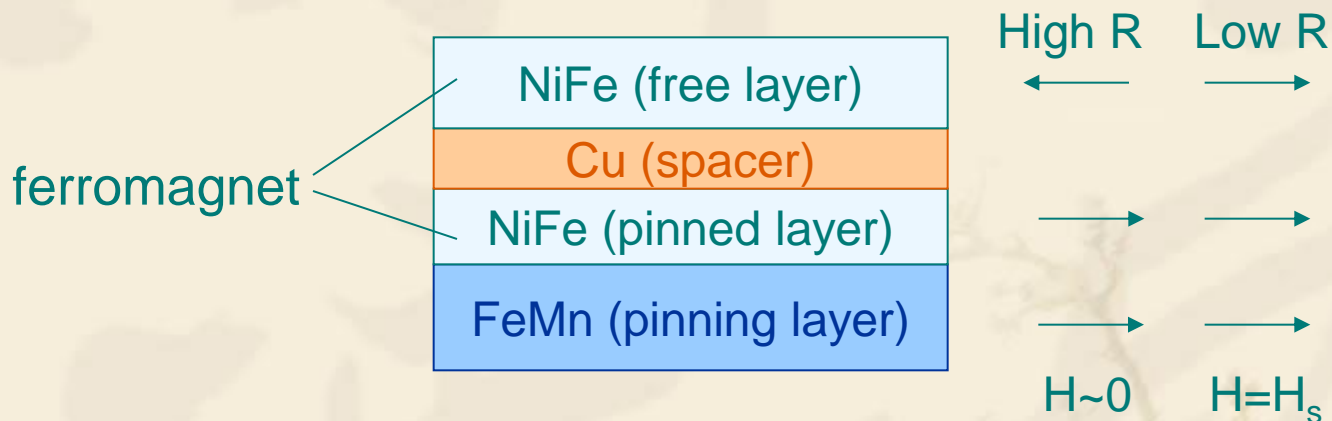 High R Low R
NiFe (free layer)
Cu (spacer)
ferromagnet
NiFe (pinned layer)
FeMn (pinning layer)
H~0 H=Hs